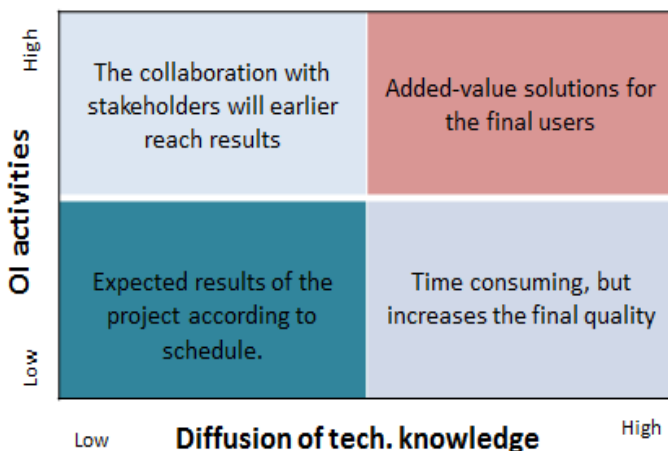 High
The collaboration with
stakeholders will earlier
reach results
Added-value solutions for
the final users
OI activities
Expected results of the
project according to
schedule.
Time consuming, but
increases the final quality
Low
Low
Diffusion of tech. knowledge
High